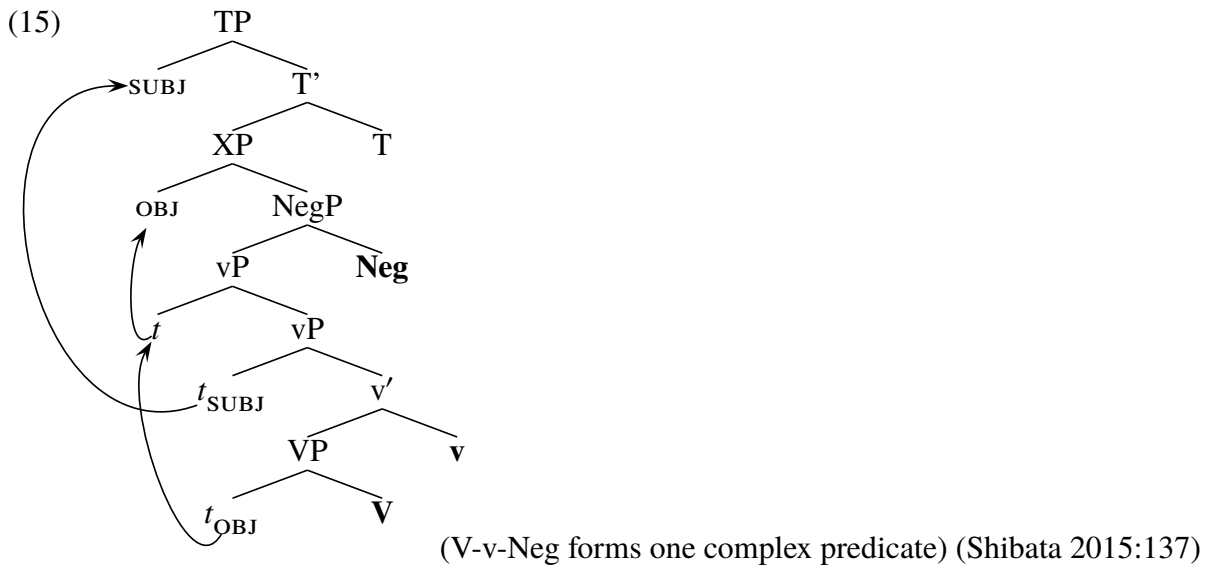 (15) TP
SUBJ T’
XP T
OBJ NegP
vP Neg
t vP
tSUBJ v′
VP v
tOBJ V
(V-v-Neg forms one complex predicate) (Shibata 2015:137)